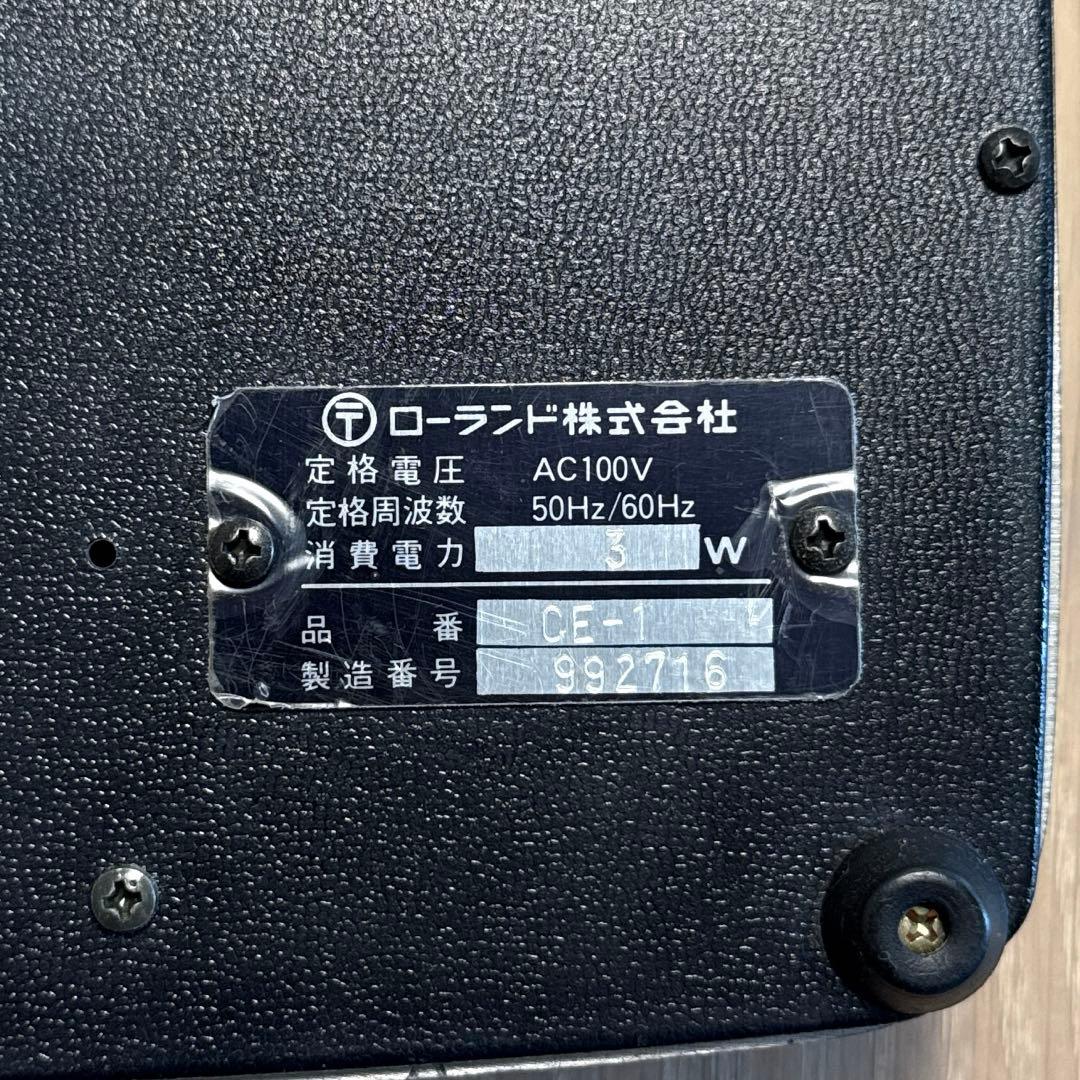 〒 ローランド株式会社
定格電圧 AC100V
定格周波数 50Hz/60Hz
消費電力 3 W
品番 CE-1
製造番号 992716